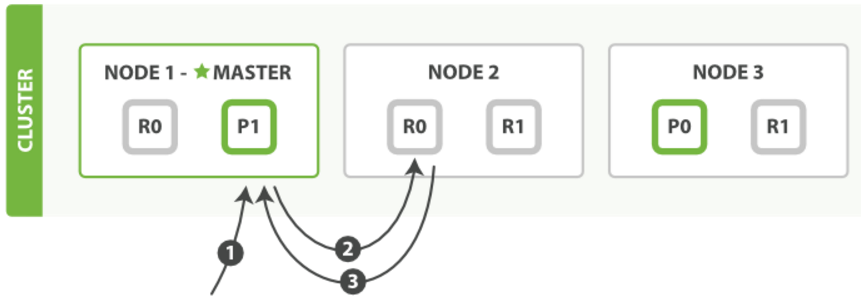 CLUSTER
NODE 1 - ★ MASTER
R0
P1
NODE 2
R0
R1
NODE 3
P0
R1
1
2
3